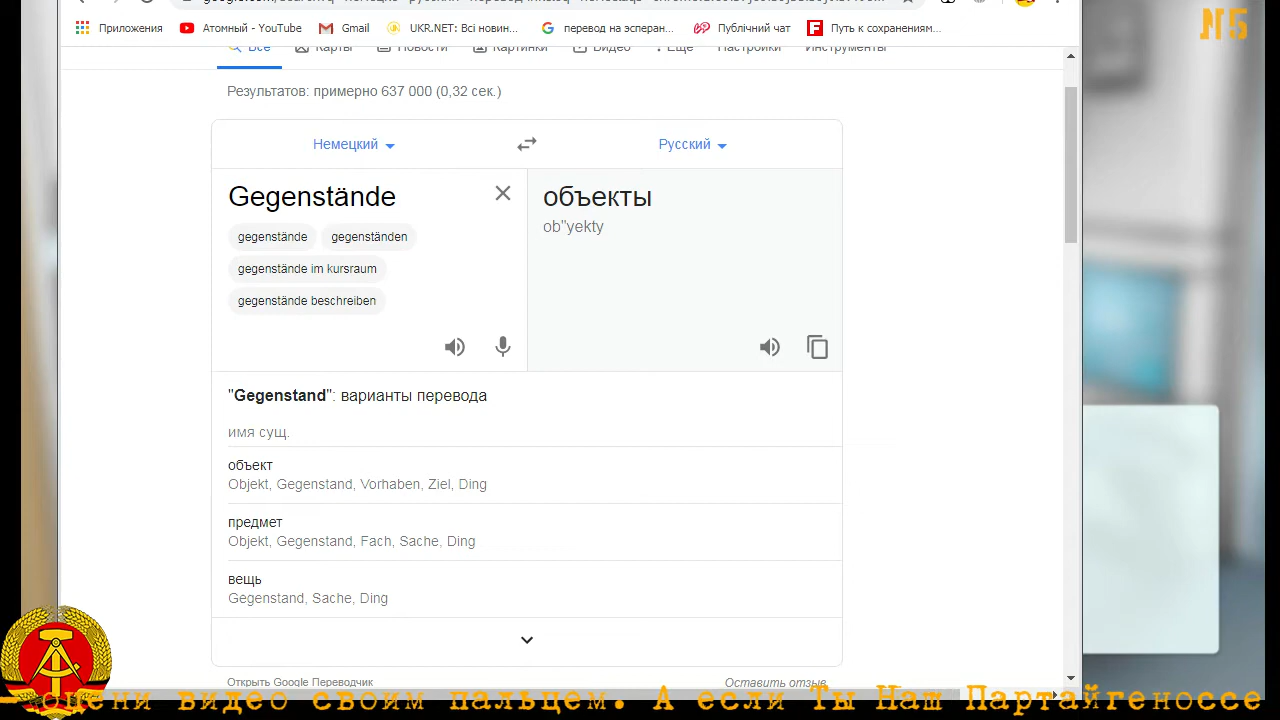 N5
Приложения Атомный - YouTube Gmail UKR.NET: Всі новин... перевод на эсперан... Публічний чат Путь к сохранениям...
Все Карты Новости Картинки Видео Ещё Настройки Инструменты
Результатов: примерно 637 000 (0,32 сек.)
Немецкий Русский
Gegenstände объекты
ob"yekty
gegenstände gegenständen
gegenstände im kursraum
gegenstände beschreiben
"Gegenstand": варианты перевода
имя сущ.
объект
Objekt, Gegenstand, Vorhaben, Ziel, Ding
предмет
Objekt, Gegenstand, Fach, Sache, Ding
вещь
Gegenstand, Sache, Ding
Открыть Google Переводчик Оставить отзыв
оцени видео своим пальцем. А если Ты Наш Партайгеноссе